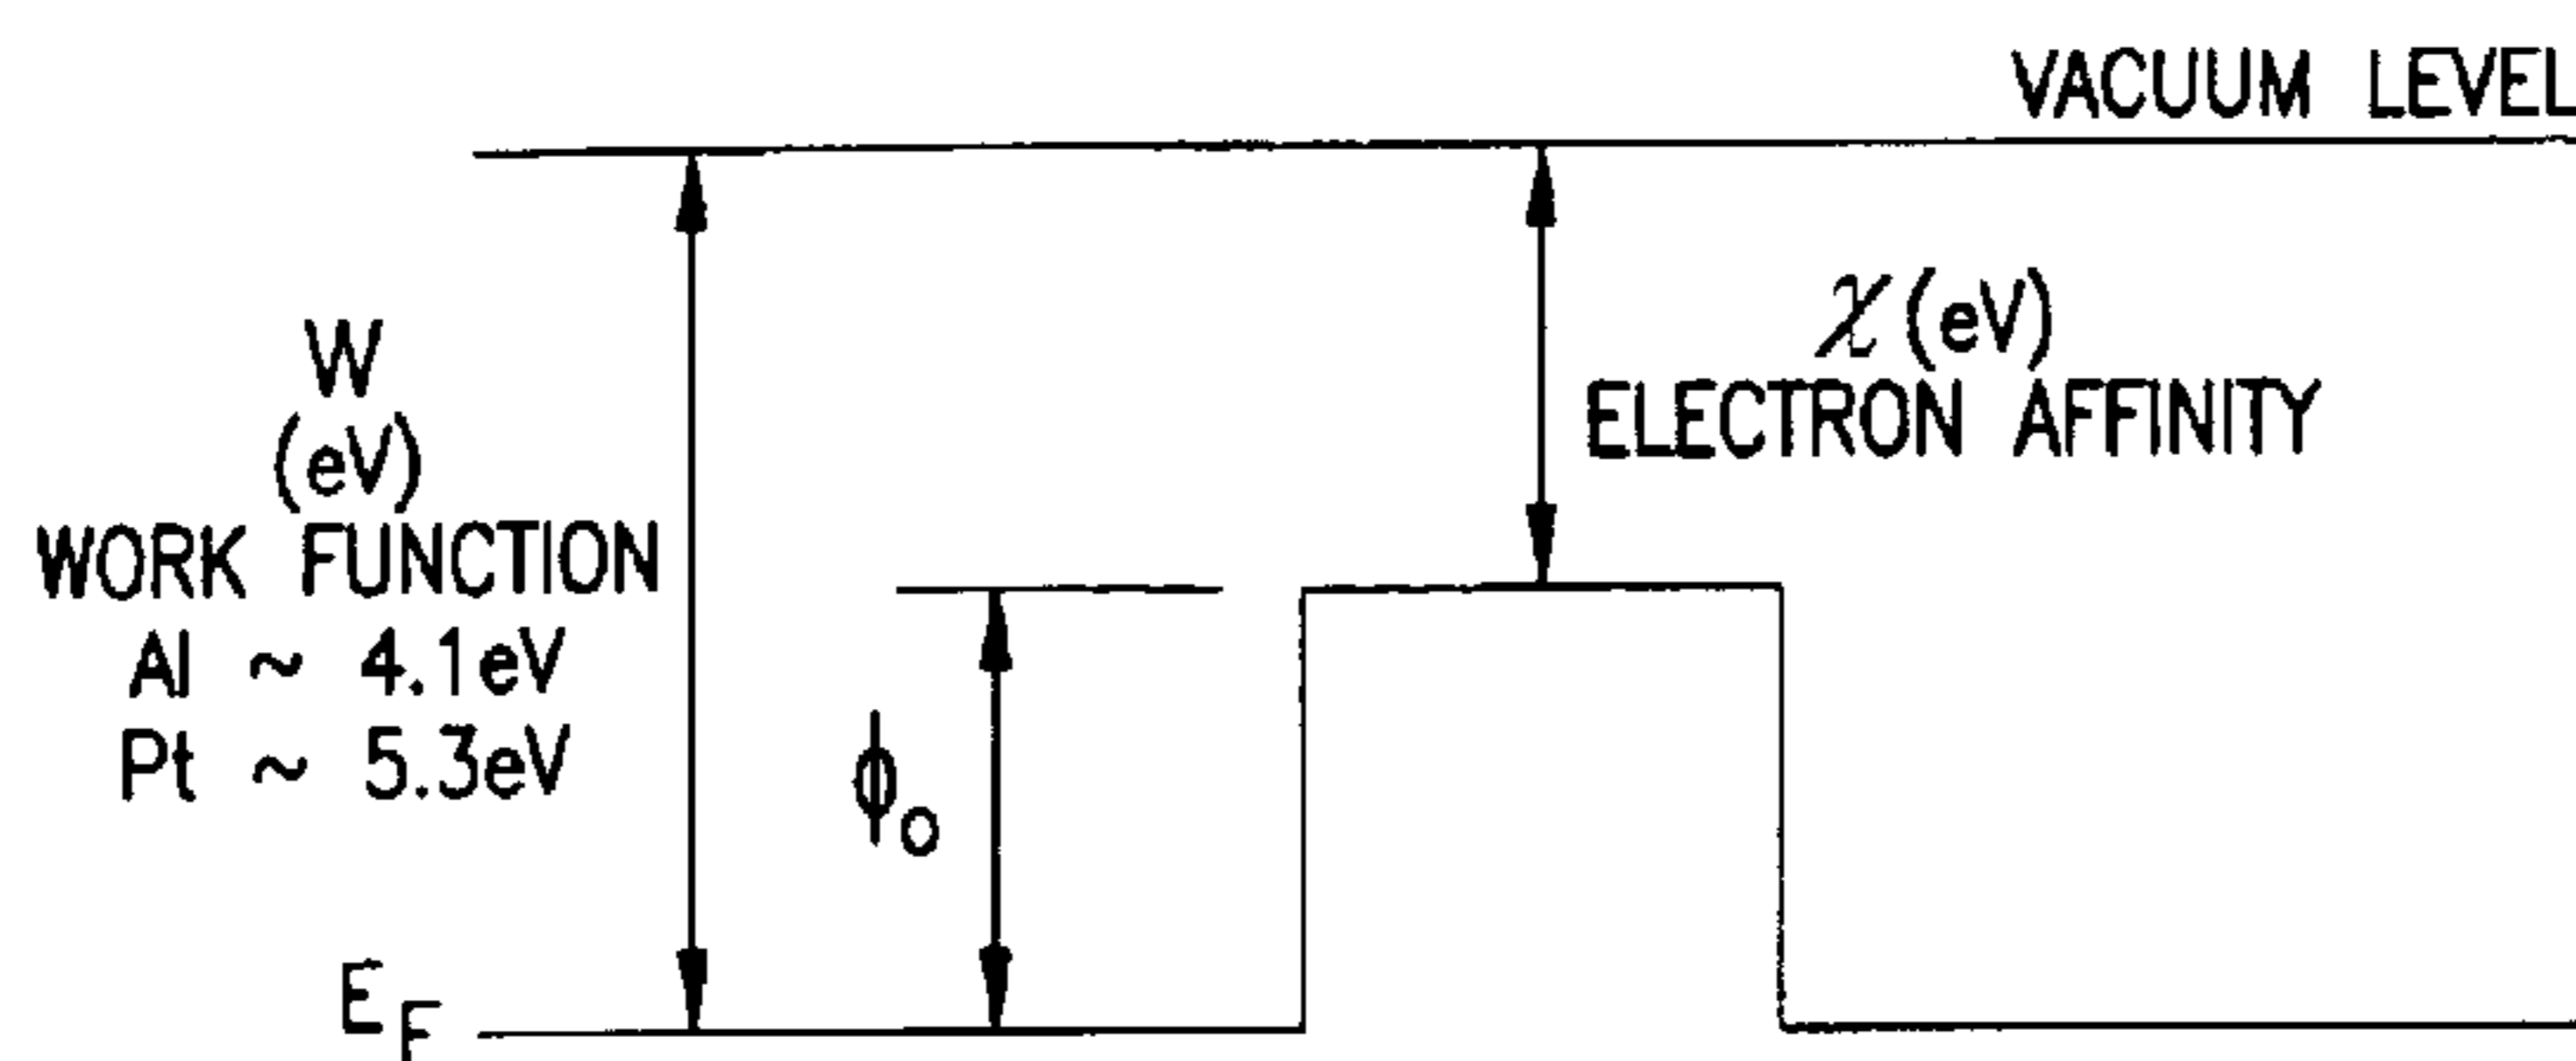 VACUUM LEVEL
W
(eV)
WORK FUNCTION
Al ~ 4.1eV
Pt ~ 5.3eV
χ(eV)
ELECTRON AFFINITY
ϕo
EF